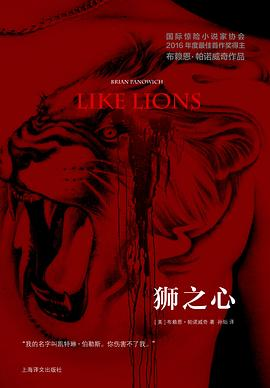 国际惊险小说家协会
2016年度最佳首作奖得主
布赖恩·帕诺威奇作品
BRIAN PANOWICH
LIKE LIONS
狮之心
[美] 布赖恩·帕诺威奇 著 孙灿 译
“我的名字叫凯特琳·伯勒斯。你伤害不了我。”
上海译文出版社